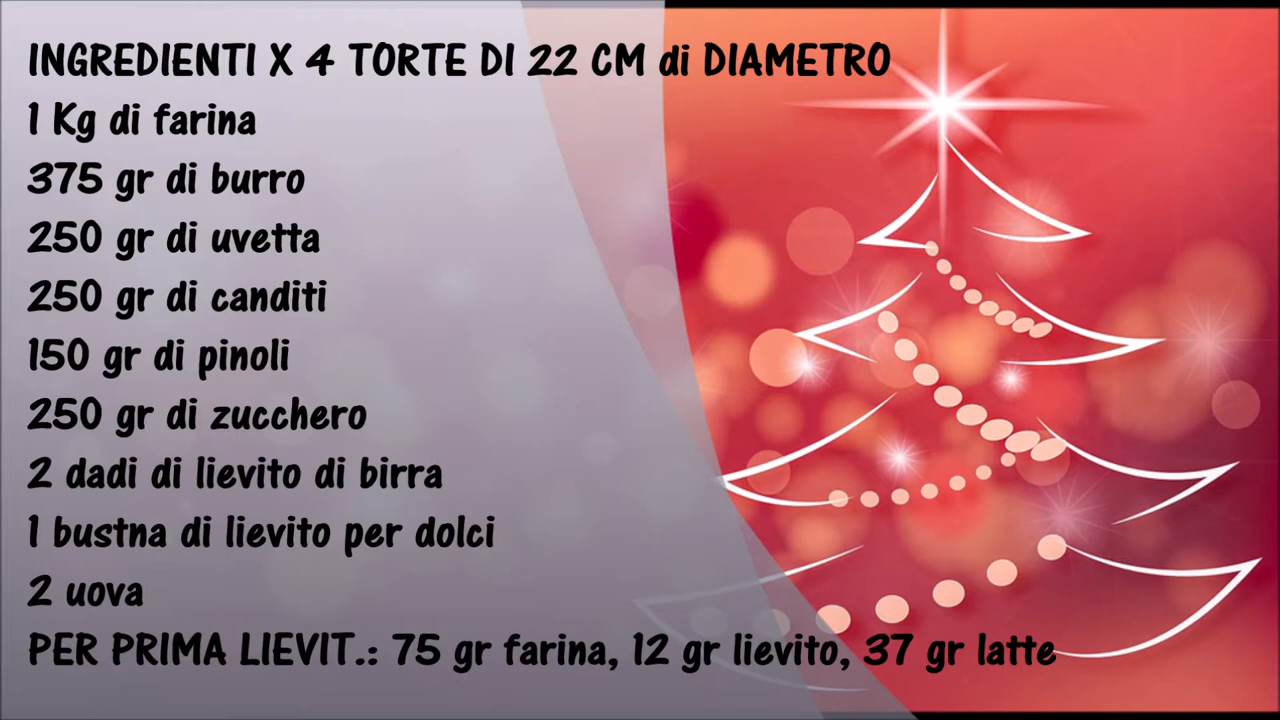 INGREDIENTI X 4 TORTE DI 22 CM di DIAMETRO
1 Kg di farina
375 gr di burro
250 gr di uvetta
250 gr di canditi
150 gr di pinoli
250 gr di zucchero
2 dadi di lievito di birra
1 bustna di lievito per dolci
2 uova
PER PRIMA LIEVIT.: 75 gr farina, 12 gr lievito, 37 gr latte